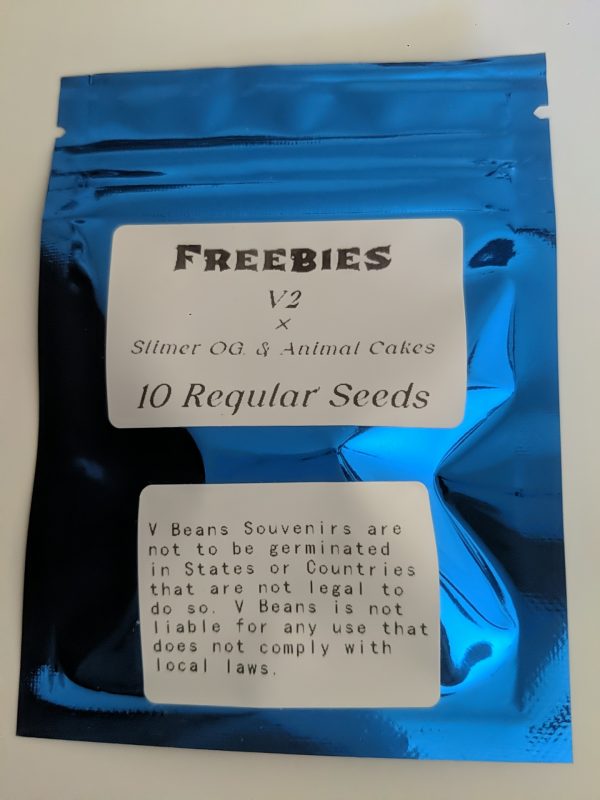 FREEBIES
V2
×
Slimer OG. & Animal Cakes
10 Regular Seeds
V Beans Souvenirs are
not to be germinated
in States or Countries
that are not legal to
do so. V Beans is not
liable for any use that
does not comply with
local laws.